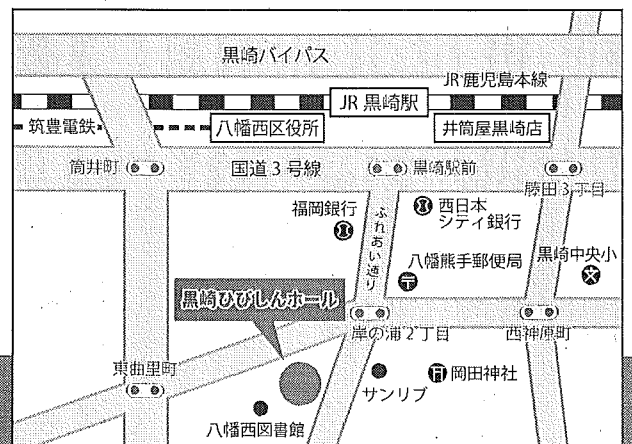 黒崎バイパス
JR鹿児島本線
JR 黒崎駅
筑豊電鉄
八幡西区役所
井筒屋黒崎店
筒井町
国道3号線
黒崎駅前
藤田3丁目
福岡銀行
ふれあい通り
西日本
シティ銀行
八幡熊手郵便局
黒崎中央小
黒崎ひびしんホール
岸の浦2丁目
西神原町
東曲里町
サンリブ
岡田神社
八幡西図書館